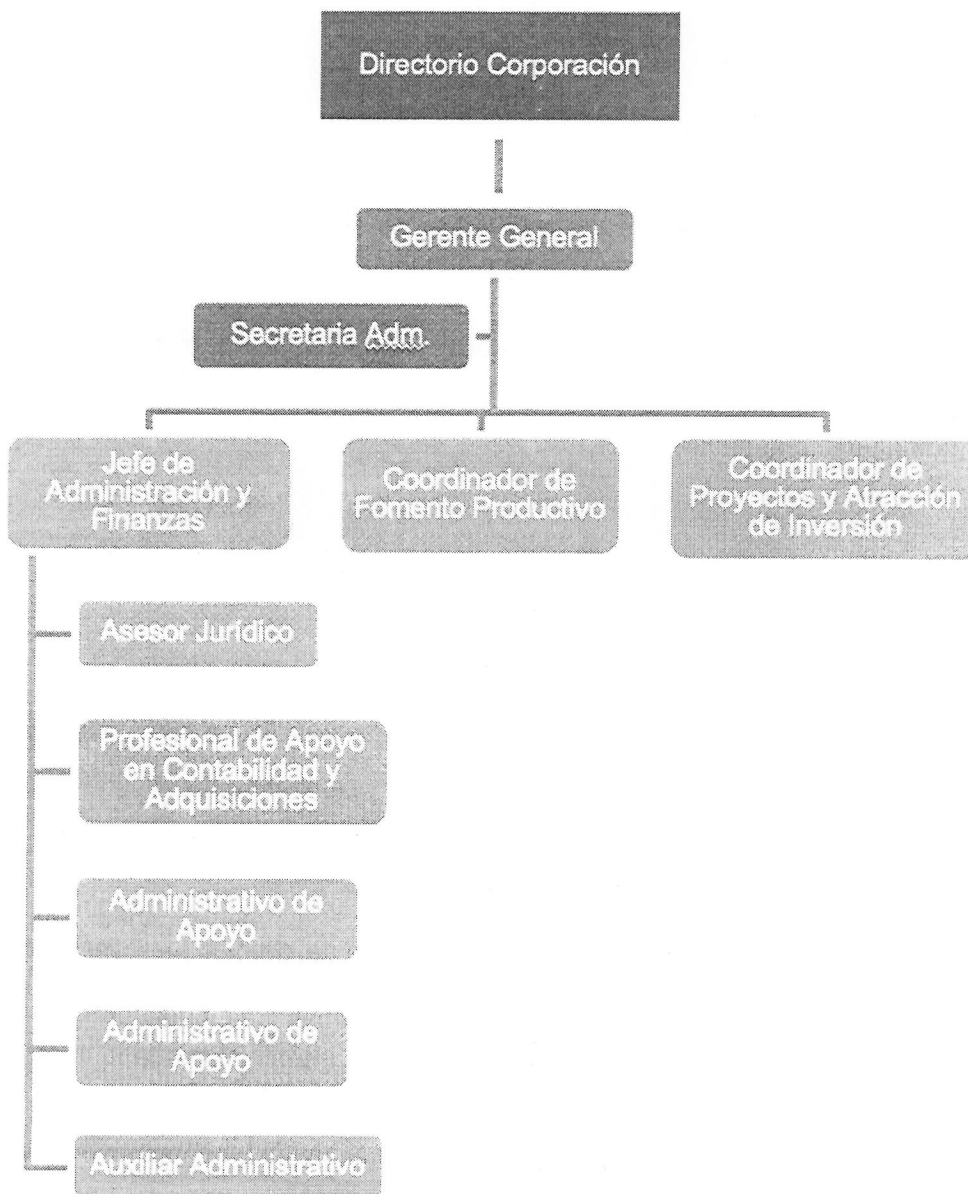 Directorio Corporación
Gerente General
Secretaria Adm.
Jefe de
Administración y
Finanzas
Coordinador de
Fomento Productivo
Coordinador de
Proyectos y Atracción
de Inversión
Asesor Jurídico
Profesional de Apoyo
en Contabilidad y
Adquisiciones
Administrativo de
Apoyo
Administrativo de
Apoyo
Auxiliar Administrativo